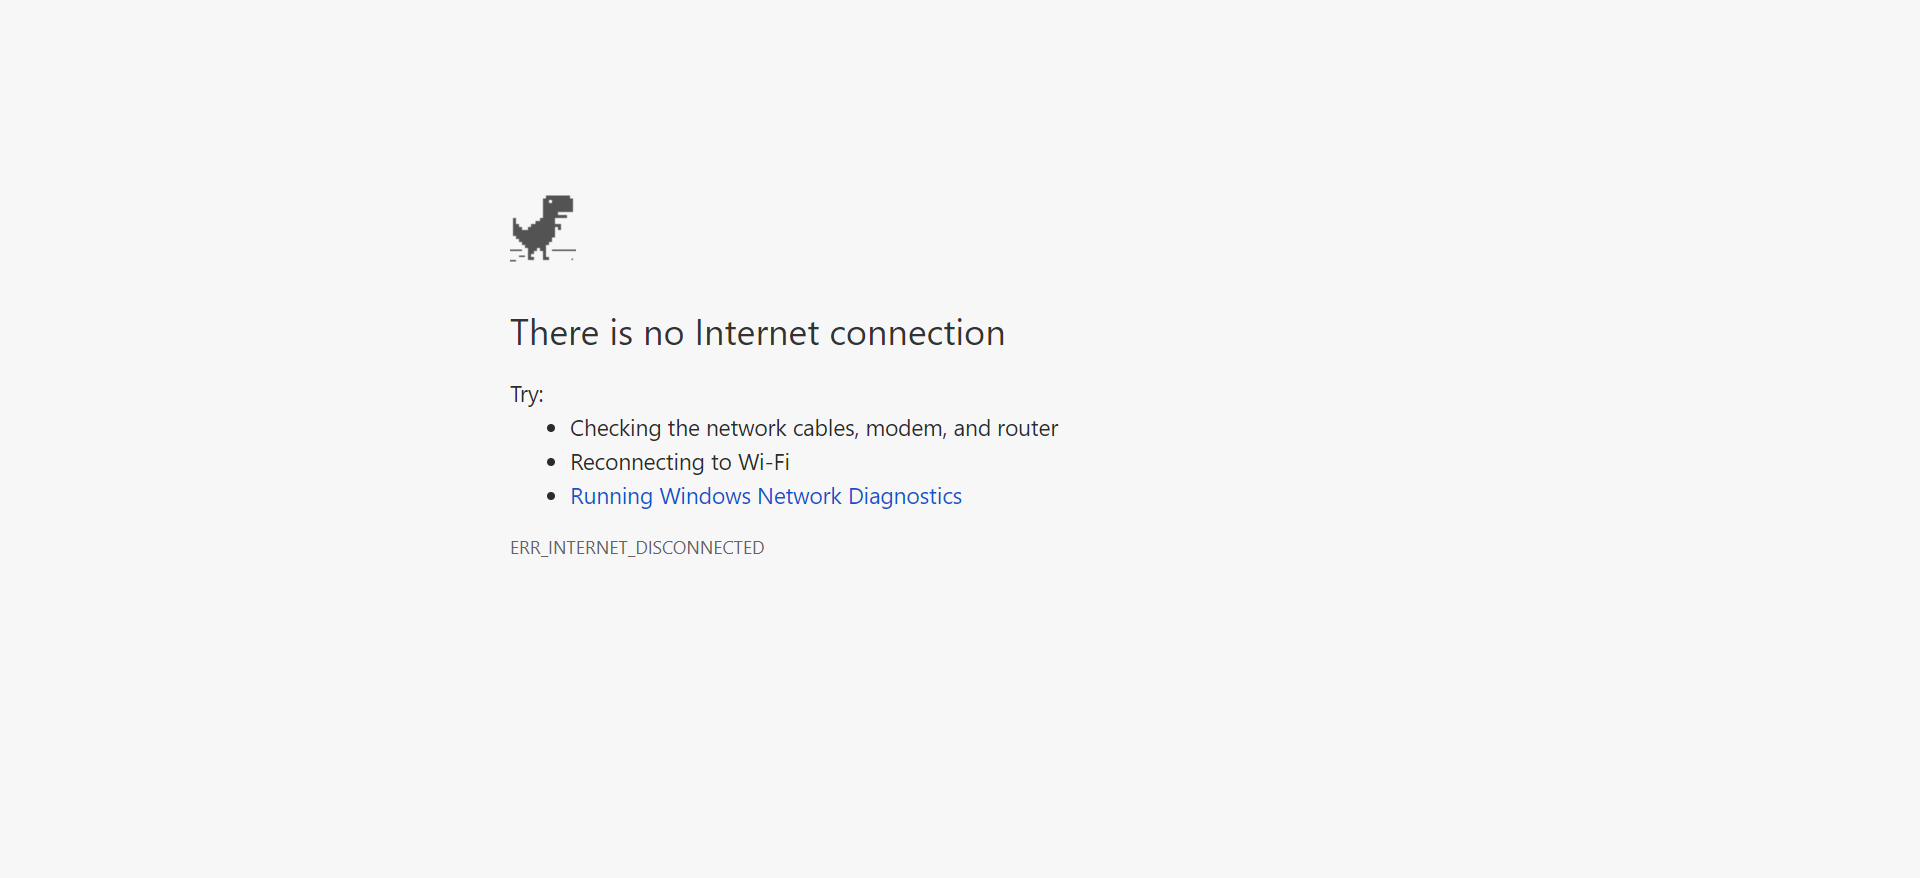 There is no Internet connection
Try:
Checking the network cables, modem, and router
Reconnecting to Wi-Fi
Running Windows Network Diagnostics
ERR_INTERNET_DISCONNECTED